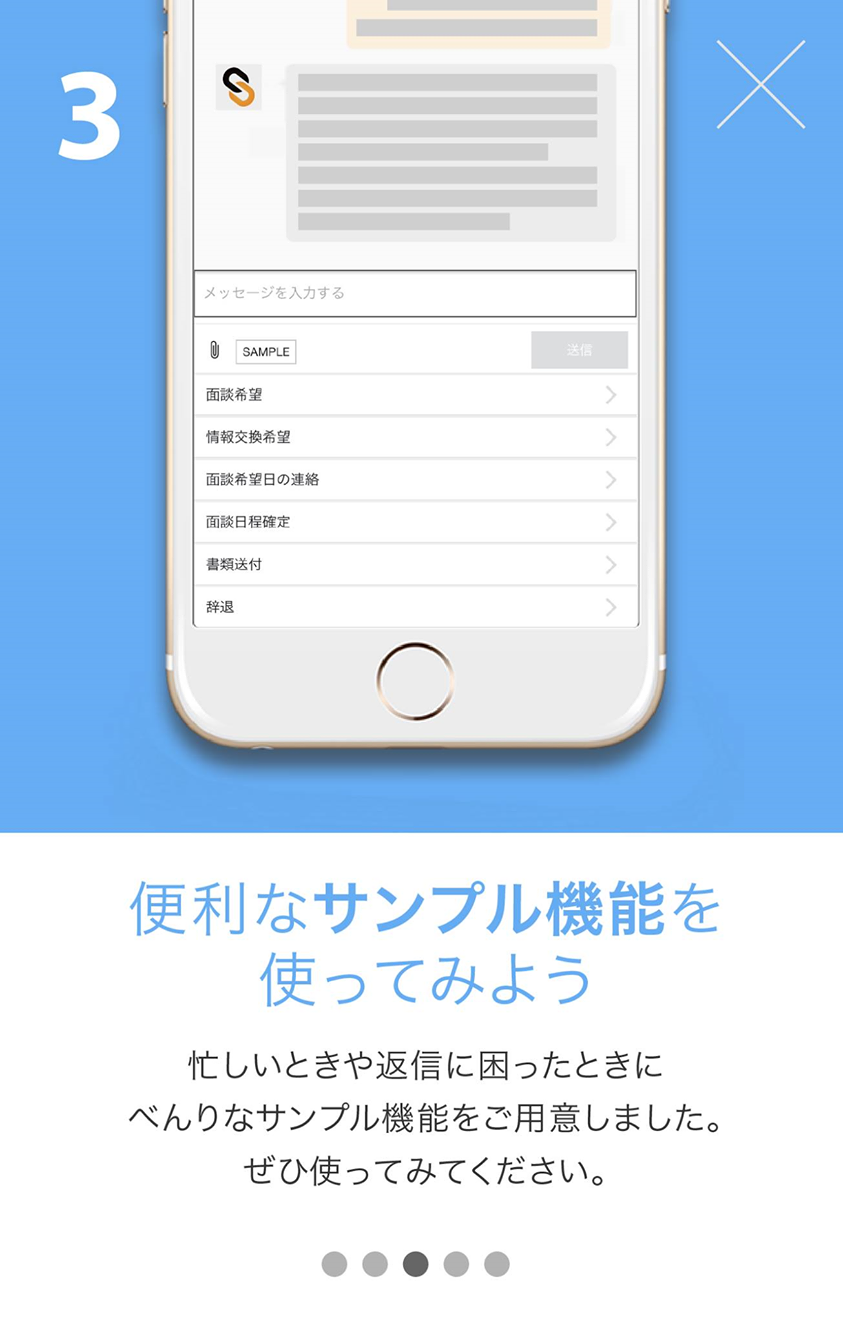 3
メッセージを入力する
SAMPLE
送信
面談希望
情報交換希望
面談希望日の連絡
面談日程確定
書類送付
辞退
便利なサンプル機能を
使ってみよう
忙しいときや返信に困ったときに
べんりなサンプル機能をご用意しました。
ぜひ使ってみてください。